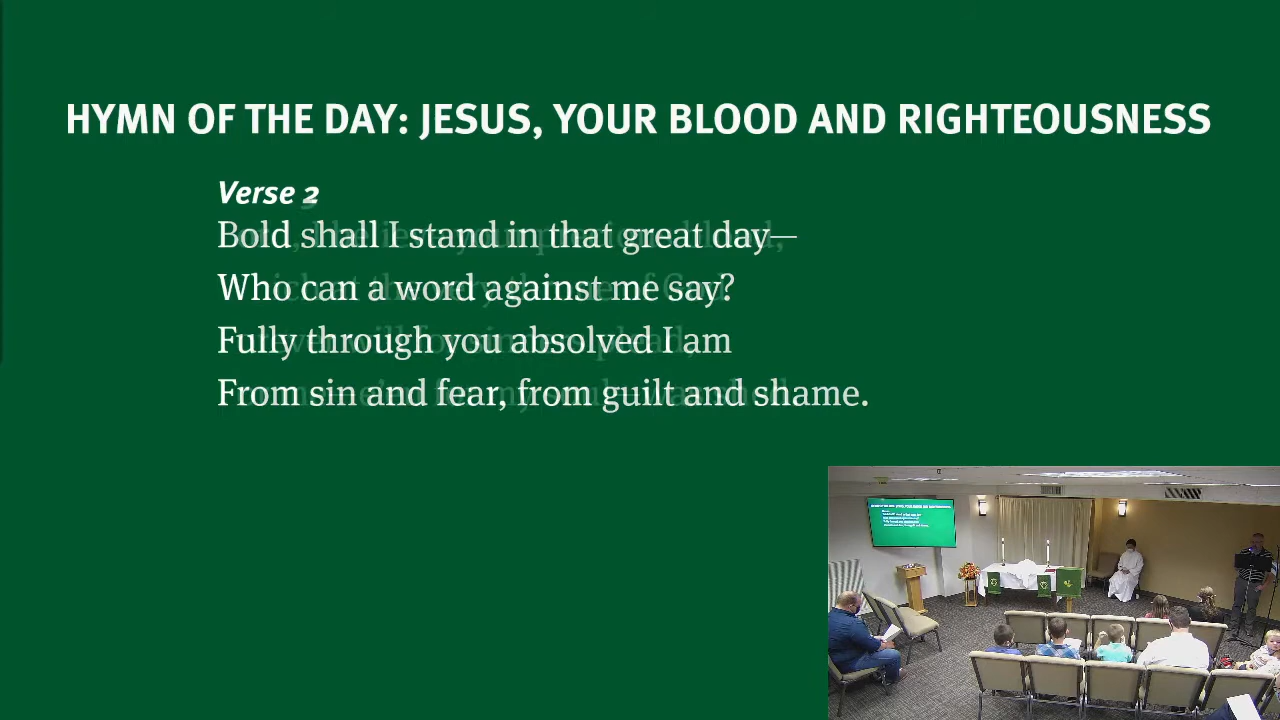 HYMN OF THE DAY: JESUS, YOUR BLOOD AND RIGHTEOUSNESS
Verse 2
Bold shall I stand in that great day—
Who can a word against me say?
Fully through you absolved I am
From sin and fear, from guilt and shame.